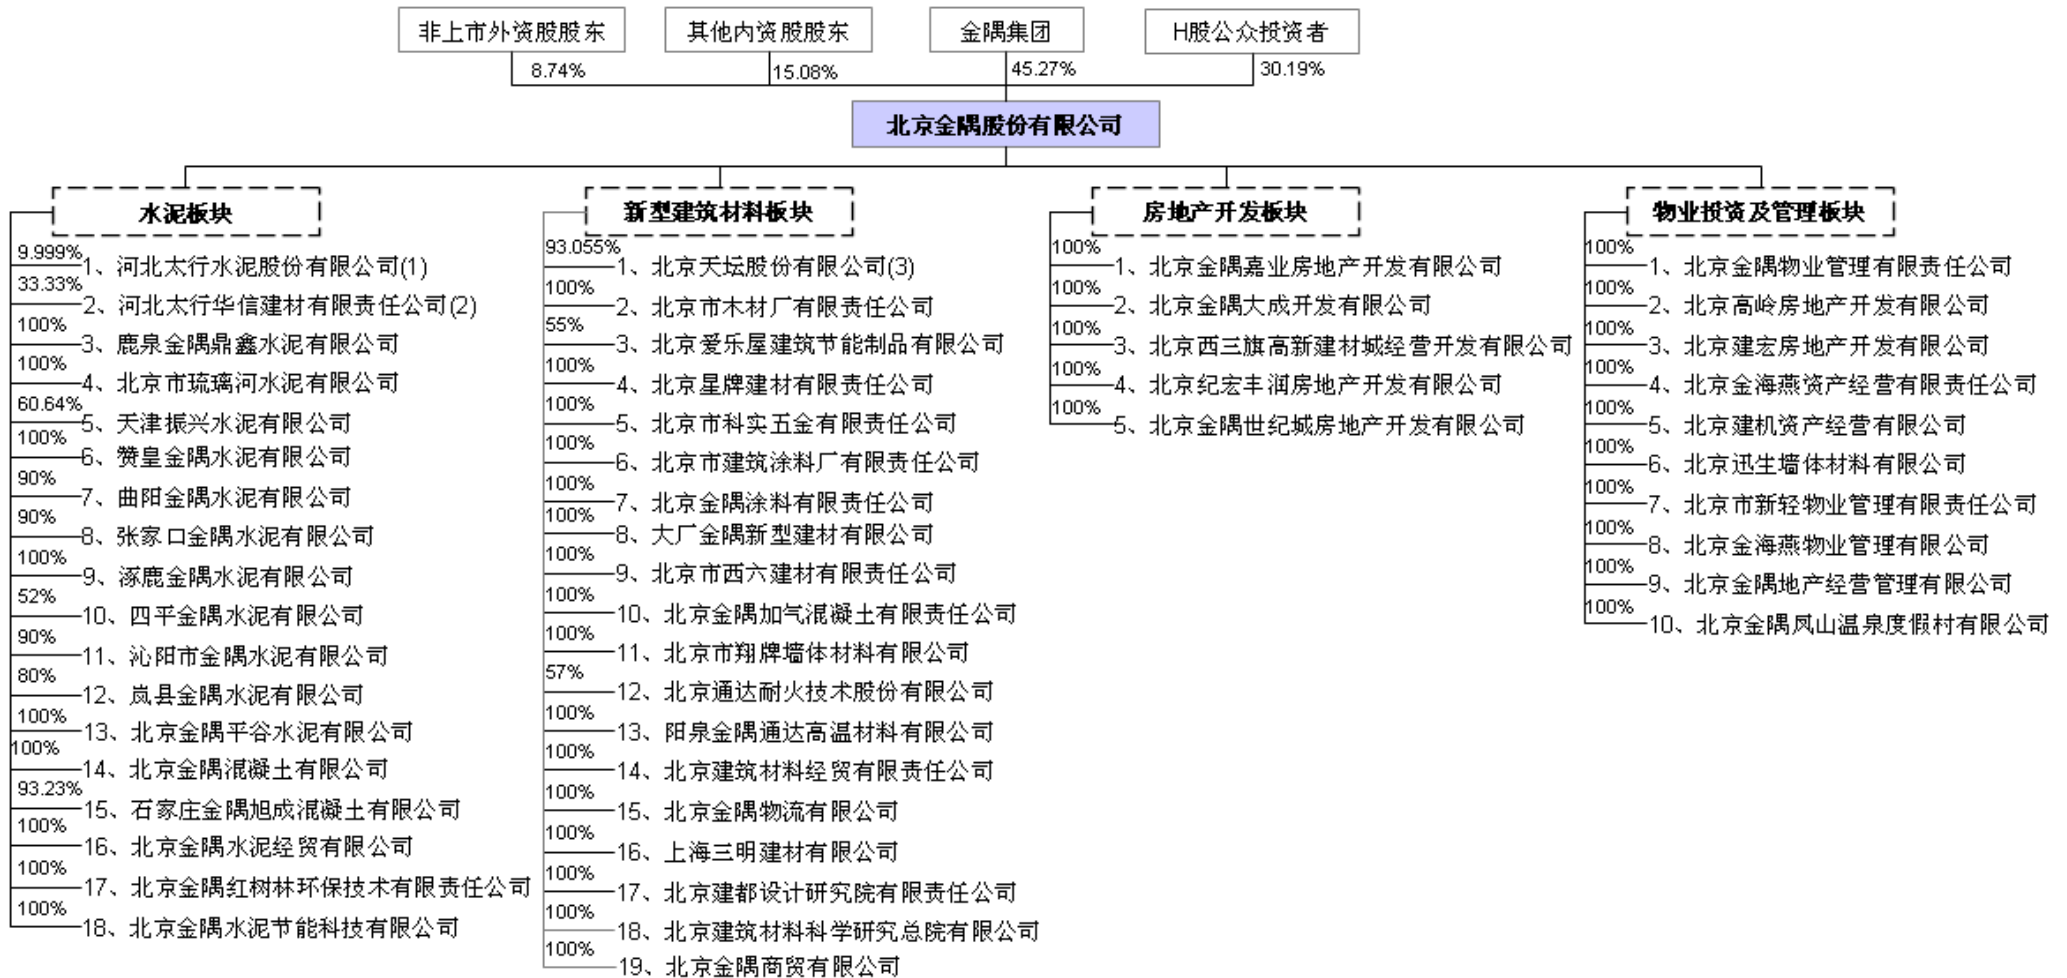 非上市外资股股东
其他内资股股东
金隅集团
H股公众投资者
8.74%
15.08%
45.27%
30.19%
北京金隅股份有限公司
水泥板块
9.999%
1、河北太行水泥股份有限公司(1)
33.33%
2、河北太行华信建材有限责任公司(2)
100%
3、鹿泉金隅鼎鑫水泥有限公司
100%
4、北京市琉璃河水泥有限公司
60.64%
5、天津振兴水泥有限公司
100%
6、赞皇金隅水泥有限公司
90%
7、曲阳金隅水泥有限公司
90%
8、张家口金隅水泥有限公司
100%
9、涿鹿金隅水泥有限公司
52%
10、四平金隅水泥有限公司
90%
11、沁阳市金隅水泥有限公司
80%
12、岚县金隅水泥有限公司
100%
13、北京金隅平谷水泥有限公司
100%
14、北京金隅混凝土有限公司
93.23%
15、石家庄金隅旭成混凝土有限公司
100%
16、北京金隅水泥经贸有限公司
100%
17、北京金隅红树林环保技术有限责任公司
100%
18、北京金隅水泥节能科技有限公司
新型建筑材料板块
93.055%
1、北京天坛股份有限公司(3)
100%
2、北京市木材厂有限责任公司
55%
3、北京爱乐屋建筑节能制品有限公司
100%
4、北京星牌建材有限责任公司
100%
5、北京市科实五金有限责任公司
100%
6、北京市建筑涂料厂有限责任公司
100%
7、北京金隅涂料有限责任公司
100%
8、大厂金隅新型建材有限公司
100%
9、北京市西六建材有限责任公司
100%
10、北京金隅加气混凝土有限责任公司
100%
11、北京市翔牌墙体材料有限公司
57%
12、北京通达耐火技术股份有限公司
100%
13、阳泉金隅通达高温材料有限公司
100%
14、北京建筑材料经贸有限责任公司
100%
15、北京金隅物流有限公司
100%
16、上海三明建材有限公司
100%
17、北京建都设计研究院有限责任公司
100%
18、北京建筑材料科学研究总院有限公司
100%
19、北京金隅商贸有限公司
房地产开发板块
100%
1、北京金隅嘉业房地产开发有限公司
100%
2、北京金隅大成开发有限公司
100%
3、北京西三旗高新建材城经营开发有限公司
100%
4、北京纪宏丰润房地产开发有限公司
100%
5、北京金隅世纪城房地产开发有限公司
物业投资及管理板块
100%
1、北京金隅物业管理有限责任公司
100%
2、北京高岭房地产开发有限公司
100%
3、北京建宏房地产开发有限公司
100%
4、北京金海燕资产经营有限责任公司
100%
5、北京建机资产经营有限公司
100%
6、北京迅生墙体材料有限公司
100%
7、北京市新轻物业管理有限责任公司
100%
8、北京金海燕物业管理有限公司
100%
9、北京金隅地产经营管理有限公司
100%
10、北京金隅凤山温泉度假村有限公司